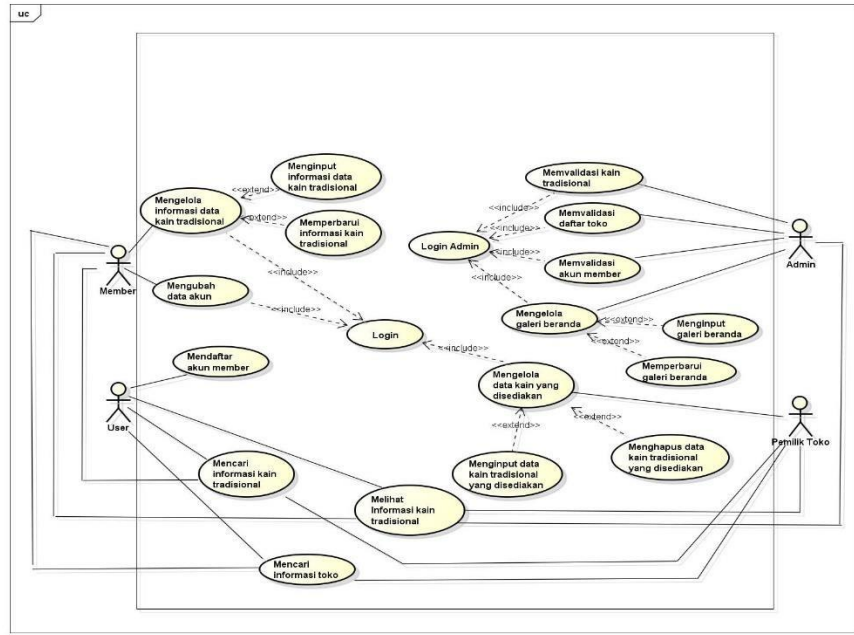 uc
Menginput
informasi data
kain tradisional
<<extend>>
Mengelola
informasi data
kain tradisional
<<extend>>
Memperbarui
informasi kain
tradisional
Memvalidasi kain
tradisional
<<include>>
Memvalidasi
daftar toko
<<include>>
<<include>>
Login Admin
Memvalidasi
akun member
<<include>>
Member
Admin
Mengubah
data akun
<<include>>
<<include>>
Mengelola
galeri beranda
<<extend>>
Menginput
galeri beranda
<<extend>>
Memperbarui
galeri beranda
Login
<<include>>
Mendaftar
akun member
Mengelola
data kain yang
disediakan
User
Pemilik Toko
<<extend>>
<<extend>>
Menginput data
kain tradisional
yang disediakan
Menghapus data
kain tradisional
yang disediakan
Mencari
informasi kain
tradisional
Melihat
Informasi kain
tradisional
Mencari
Informasi toko